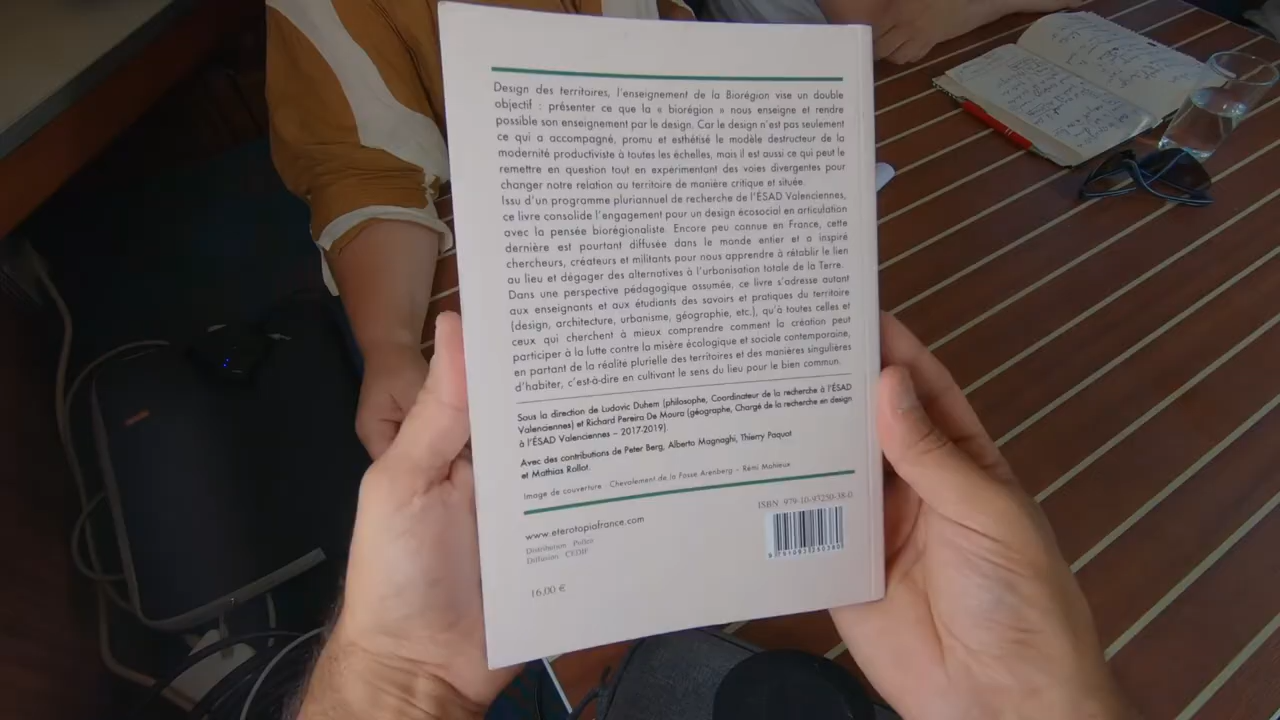 Design des territoires, l'enseignement de la Biorégion vise un double
objectif : présenter ce que la « biorégion » nous enseigne et rendre
possible son enseignement par le design. Car le design n'est pas seulement
ce qui a accompagné, promu et esthétisé le modèle destructeur de la
modernité productiviste à toutes les échelles, mais il est aussi ce qui peut le
remettre en question tout en expérimentant des voies divergentes pour
changer notre relation au territoire de manière critique et située.
Issu d'un programme pluriannuel de recherche de l'ÉSAD Valenciennes,
ce livre consolide l'engagement pour un design écosocial en articulation
avec la pensée biorégionaliste. Encore peu connue en France, cette
dernière est pourtant diffusée dans le monde entier et a inspiré
chercheurs, créateurs et militants pour nous apprendre à rétablir le lien
au lieu et dégager des alternatives à l'urbanisation totale de la Terre.
Dans une perspective pédagogique assumée, ce livre s'adresse autant
aux enseignants et aux étudiants des savoirs et pratiques du territoire
(design, architecture, urbanisme, géographie, etc.), qu'à toutes celles et
ceux qui cherchent à mieux comprendre comment la création peut
participer à la lutte contre la misère écologique et sociale contemporaine,
en partant de la réalité plurielle des territoires et des manières singulières
d'habiter, c'est-à-dire en cultivant le sens du lieu pour le bien commun.
Sous la direction de Ludovic Duhem (philosophe, Coordinateur de la recherche à l'ÉSAD
Valenciennes) et Richard Pereira De Moura (géographe, Chargé de la recherche en design
à l'ÉSAD Valenciennes – 2017-2019).
Avec des contributions de Peter Berg, Alberto Magnaghi, Thierry Paquot
et Mathias Rollot.
Image de couverture : Chevalement de la Fosse Arenberg – Rémi Mahieux
ISBN 979-10-93250-38-0
www.eterotopiafrance.com
Distribution : Pollen
Diffusion : CEDIF
9 791093 250380
16,00 €